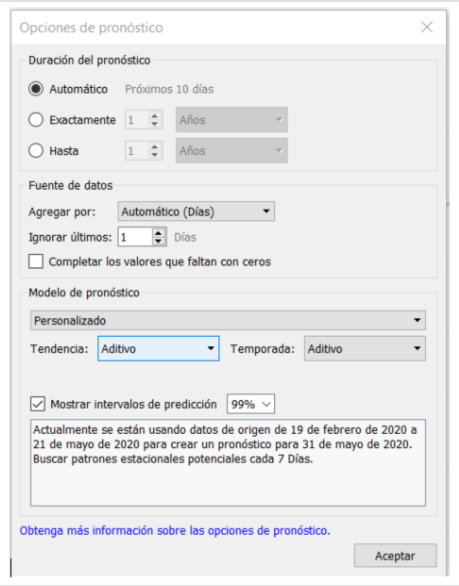 Opciones de pronóstico
Duración del pronóstico
Automático Próximos 10 días
Exactamente 1 Años
Hasta 1 Años
Fuente de datos
Agregar por: Automático (Días)
Ignorar últimos: 1 Días
Completar los valores que faltan con ceros
Modelo de pronóstico
Personalizado
Tendencia: Aditivo Temporada: Aditivo
Mostrar intervalos de predicción 99%
Actualmente se están usando datos de origen de 19 de febrero de 2020 a
21 de mayo de 2020 para crear un pronóstico para 31 de mayo de 2020.
Buscar patrones estacionales potenciales cada 7 Días.
Obtenga más información sobre las opciones de pronóstico.
Aceptar